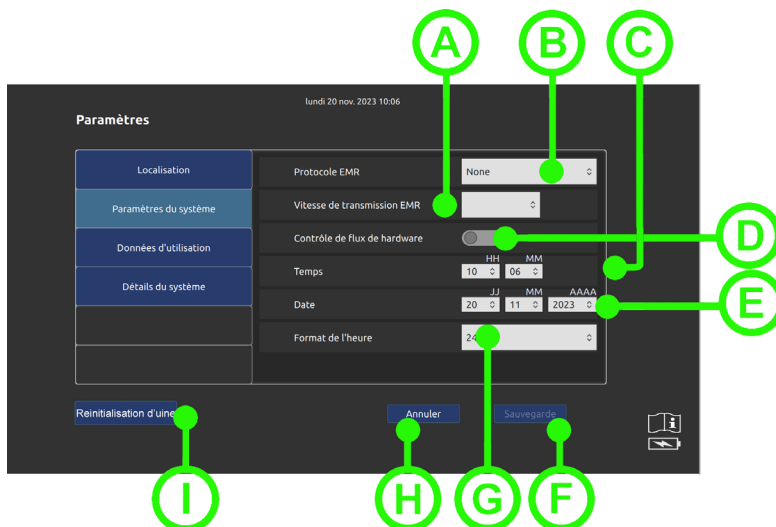 A B C
lundi 20 nov. 2023 10:06
Paramètres
Localisation
Protocole EMR None
Paramètres du système
Vitesse de transmission EMR
Contrôle de flux de hardware
D
Données d'utilisation
HH MM
Temps 10 06
Détails du système
JJ MM AAAA
Date 20 11 2023
E
Format de l'heure 24
Reinitialisation d'uine
Annuler Sauvegarde
i
I H G F